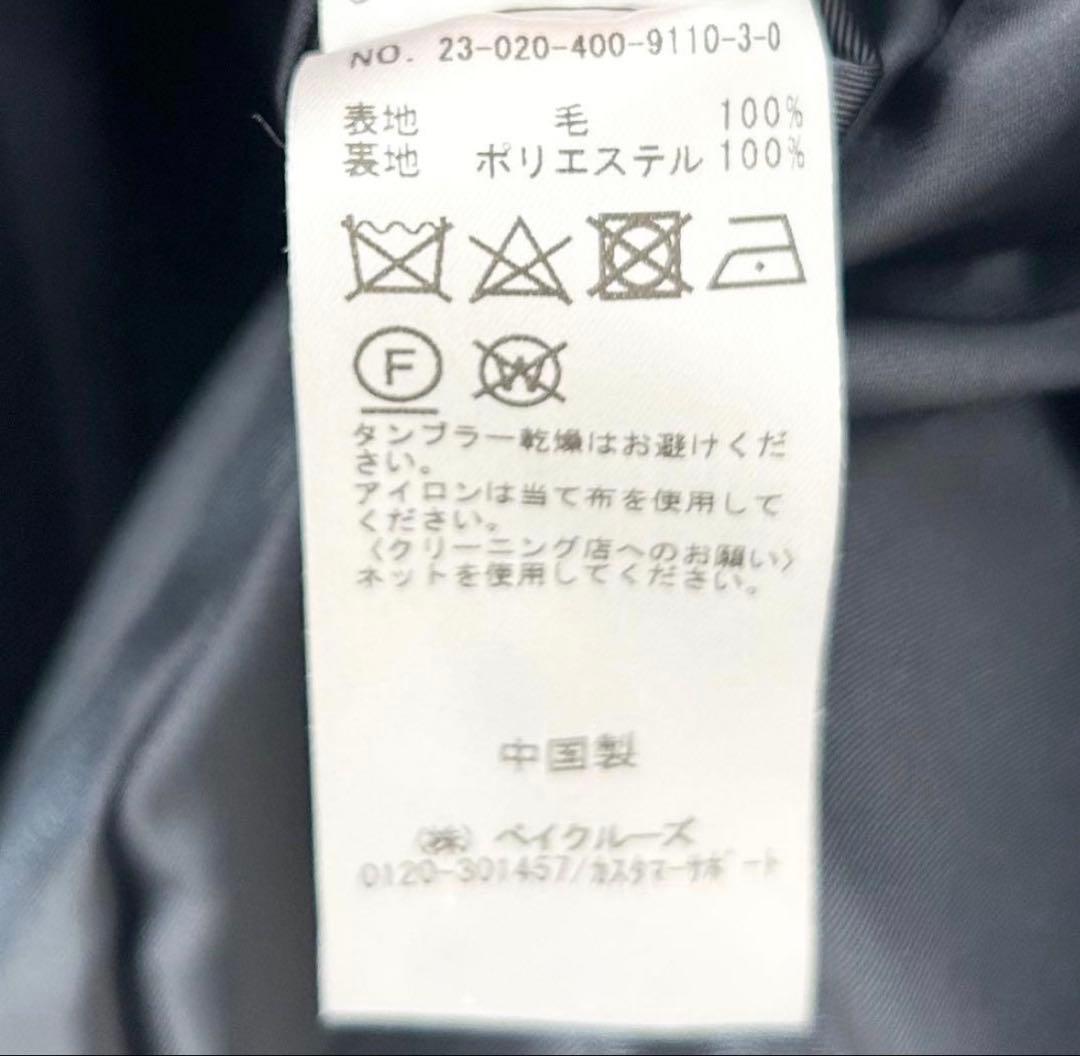 NO. 23-020-400-9110-3-0
表地 毛 100%
裏地 ポリエステル 100%
F W
タンブラー乾燥はお避けくだ
さい。
アイロンは当て布を使用して
ください。
〈クリーニング店へのお願い〉
ネットを使用してください。
中国製
(株) ベイクルーズ
0120-301457/カスタマーサポート